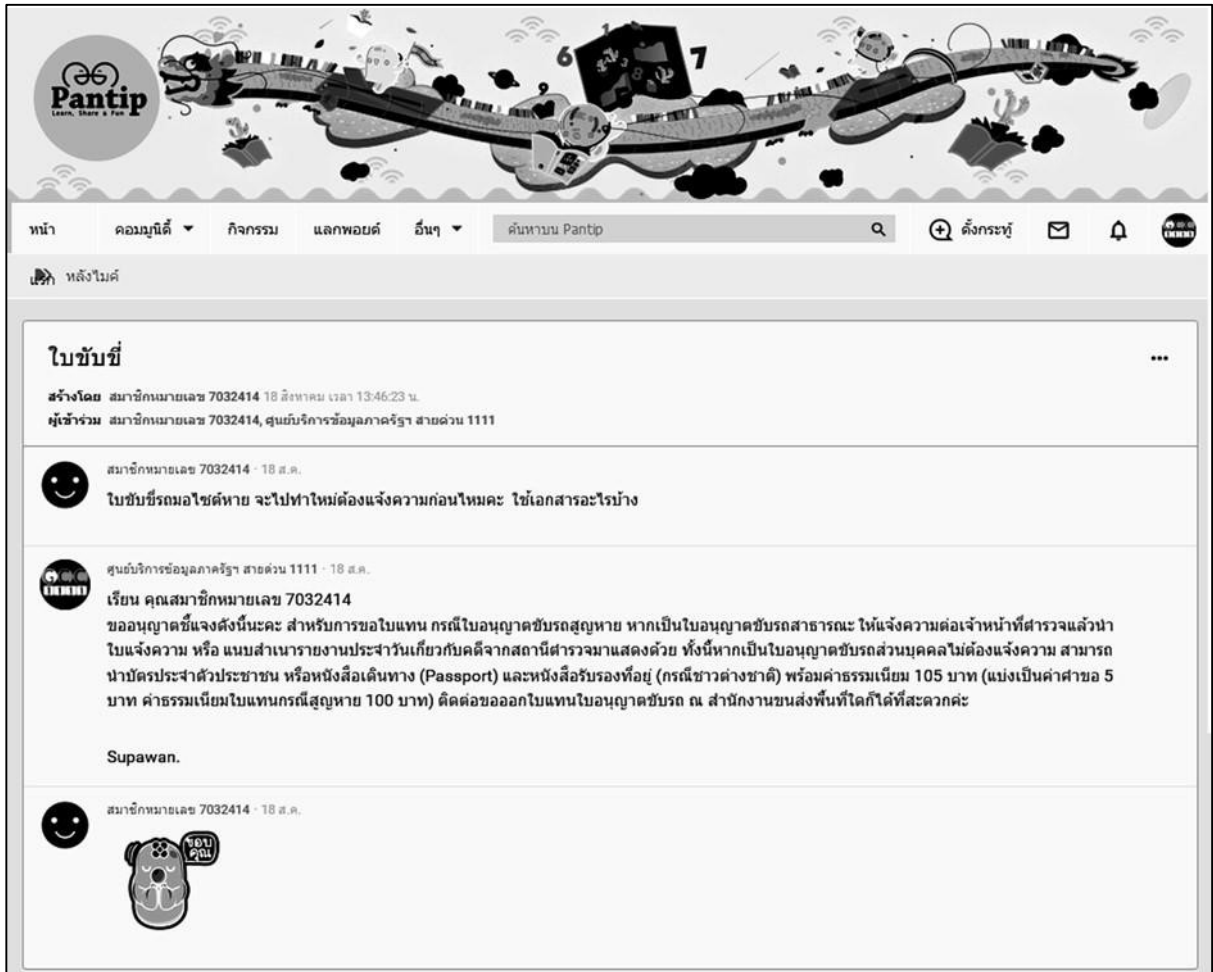 6
1
7
9
3
8
Pantip
Learn, Share & Fun
หน้า คอมมูนิตี้ กิจกรรม แลกพอยต์ อื่นๆ ค้นหาบน Pantip ตั้งกระทู้
แรก หลังไมค์
ใบขับขี่
สร้างโดย สมาชิกหมายเลข 7032414 18 สิงหาคม เวลา 13:46:23 น.
ผู้เข้าร่วม สมาชิกหมายเลข 7032414, ศูนย์บริการข้อมูลภาครัฐฯ สายด่วน 1111
สมาชิกหมายเลข 7032414 · 18 ส.ค.
ใบขับขี่รถมอไซต์หาย จะไปทำใหม่ต้องแจ้งความก่อนไหมคะ ใช้เอกสารอะไรบ้าง
ศูนย์บริการข้อมูลภาครัฐฯ สายด่วน 1111 · 18 ส.ค.
เรียน คุณสมาชิกหมายเลข 7032414
ขออนุญาตชี้แจงดังนี้นะคะ สำหรับการขอใบแทน กรณีใบอนุญาตขับรถสูญหาย หากเป็นใบอนุญาตขับรถสาธารณะ ให้แจ้งความต่อเจ้าหน้าที่ตำรวจแล้วนำ
ใบแจ้งความ หรือ แนบสำเนารายงานประจำวันเกี่ยวกับคดีจากสถานีตำรวจมาแสดงด้วย ทั้งนี้หากเป็นใบอนุญาตขับรถส่วนบุคคลไม่ต้องแจ้งความ สามารถ
นำบัตรประจำตัวประชาชน หรือหนังสือเดินทาง (Passport) และหนังสือรับรองที่อยู่ (กรณีชาวต่างชาติ) พร้อมค่าธรรมเนียม 105 บาท (แบ่งเป็นค่าคำขอ 5
บาท ค่าธรรมเนียมใบแทนกรณีสูญหาย 100 บาท) ติดต่อขอออกใบแทนใบอนุญาตขับรถ ณ สำนักงานขนส่งพื้นที่ใดก็ได้ที่สะดวกค่ะ
Supawan.
สมาชิกหมายเลข 7032414 · 18 ส.ค.
ขอบ
คุณ